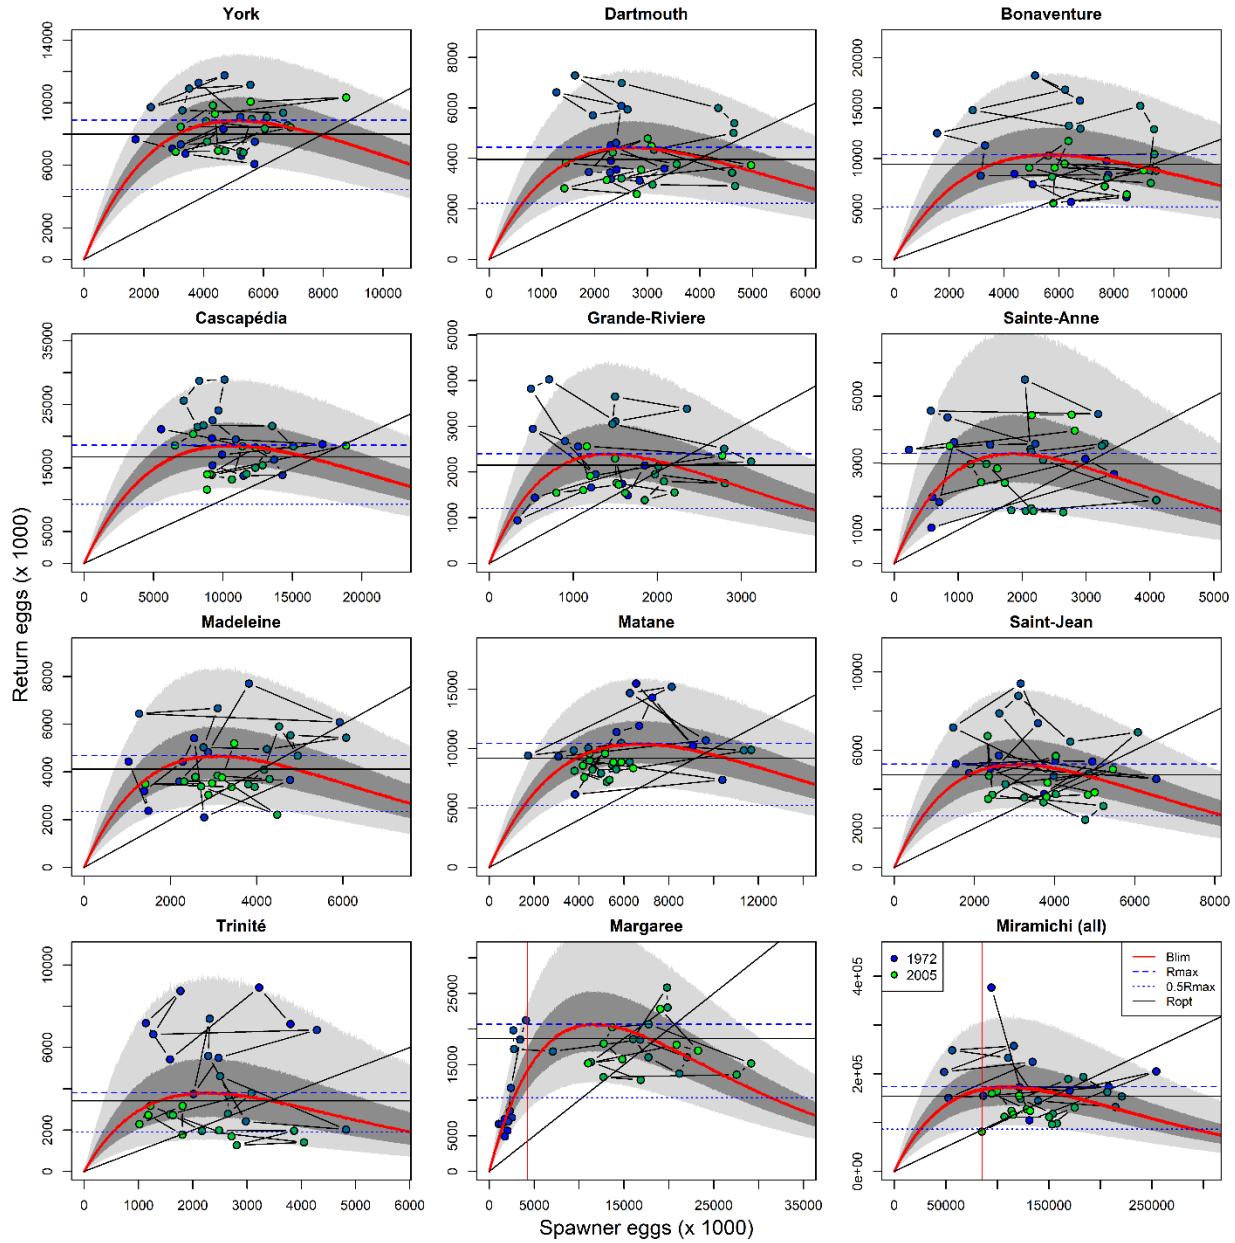 York
Dartmouth
Bonaventure
0 2000 4000 6000 8000 10000 14000
0 2000 4000 6000 8000
0 5000 10000 15000 20000
0 2000 4000 6000 8000 10000
0 1000 2000 3000 4000 5000 6000
0 2000 4000 6000 8000 10000
Cascapédia
Grande-Riviere
Sainte-Anne
0 5000 15000 25000 35000
0 1000 2000 3000 4000 5000
0 1000 3000 5000
0 5000 10000 15000 20000
0 1000 2000 3000
0 1000 2000 3000 4000 5000
Return eggs (x 1000)
Madeleine
Matane
Saint-Jean
0 2000 4000 6000 8000
0 5000 10000 15000
0 2000 6000 10000
0 2000 4000 6000
0 2000 4000 6000 8000 12000
0 2000 4000 6000 8000
Trinité
Margaree
Miramichi (all)
0 2000 6000 10000
0 5000 15000 25000
0e+00 2e+05 4e+05
1972
2005
Blim
Rmax
0.5Rmax
Ropt
0 1000 2000 3000 4000 5000 6000
0 5000 15000 25000 35000
50000 150000 250000
Spawner eggs (x 1000)